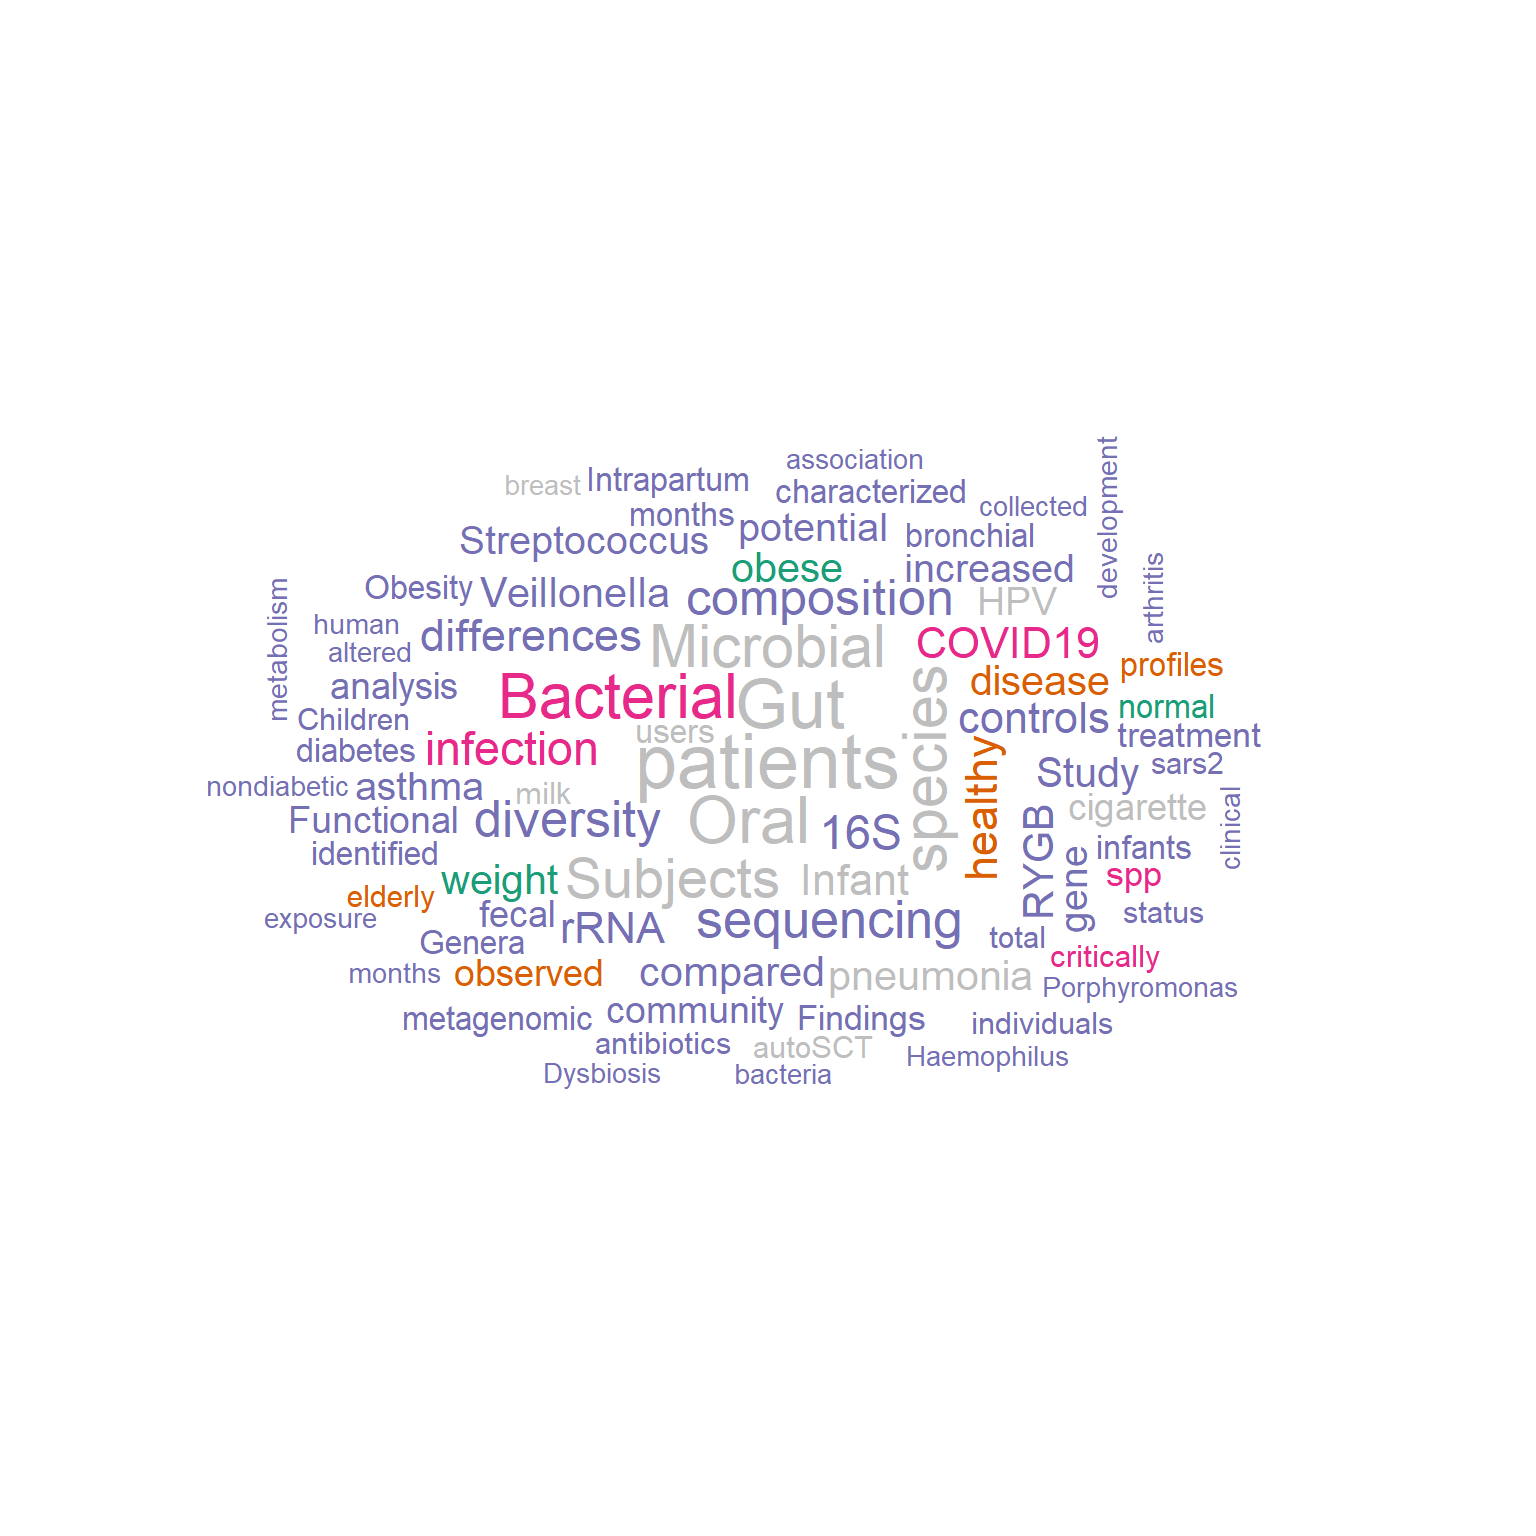 association
breast
Intrapartum
characterized
development
months
collected
Streptococcus
potential
bronchial
obese
increased
arthritis
Obesity
Veillonella
composition
HPV
metabolism
human
differences
Microbial
COVID19
altered
profiles
analysis
Bacterial
Gut
species
disease
Children
users
controls
normal
diabetes
infection
patients
healthy
treatment
nondiabetic
asthma
milk
Study
sars2
Functional
diversity
Oral
16S
cigarette
clinical
identified
RYGB
gene
infants
weight
Subjects
Infant
spp
elderly
exposure
fecal
rRNA
sequencing
status
Genera
total
critically
months
observed
compared
pneumonia
Porphyromonas
metagenomic
community
Findings
individuals
antibiotics
autoSCT
Haemophilus
Dysbiosis
bacteria